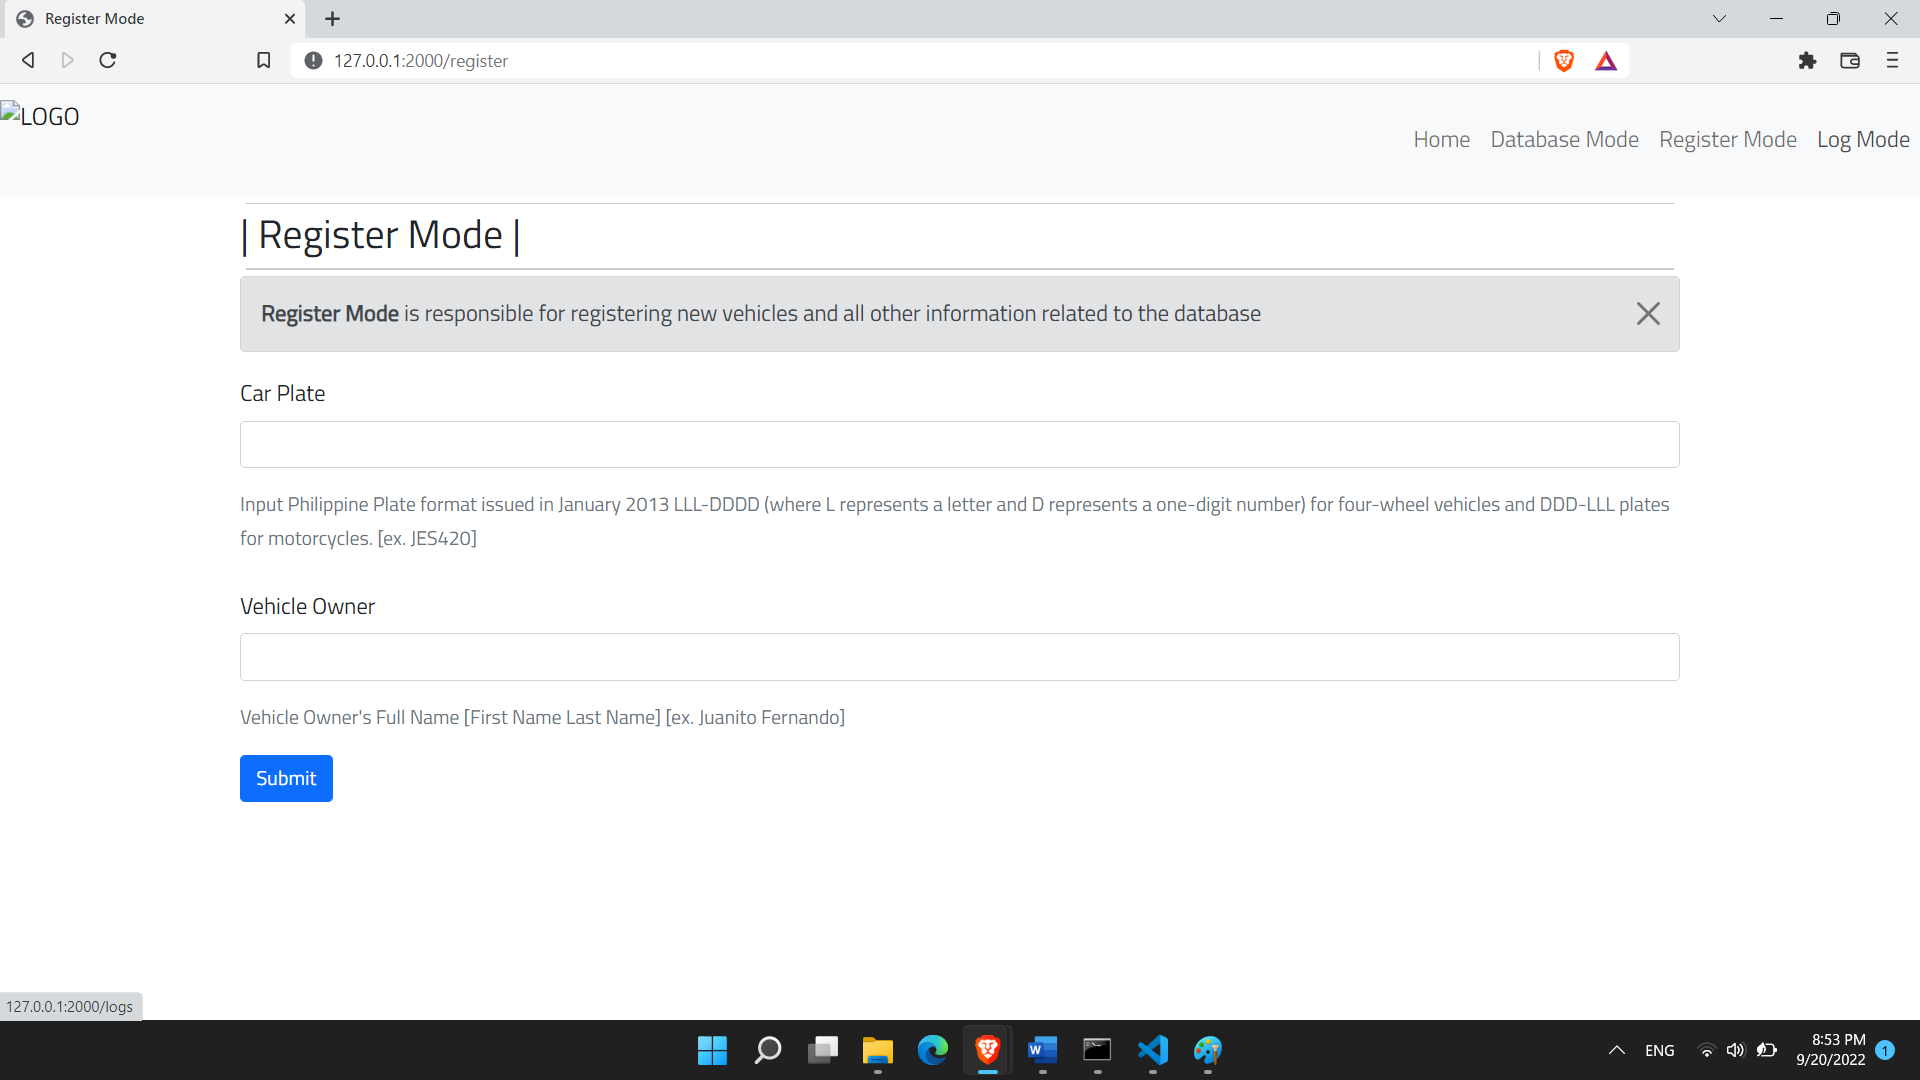 Register Mode
127.0.0.1:2000/register
LOGO
Home Database Mode Register Mode Log Mode
| Register Mode |
Register Mode is responsible for registering new vehicles and all other information related to the database
Car Plate
Input Philippine Plate format issued in January 2013 LLL-DDDD (where L represents a letter and D represents a one-digit number) for four-wheel vehicles and DDD-LLL plates
for motorcycles. [ex. JES420]
Vehicle Owner
Vehicle Owner's Full Name [First Name Last Name] [ex. Juanito Fernando]
Submit
127.0.0.1:2000/logs
ENG
8:53 PM
9/20/2022
1